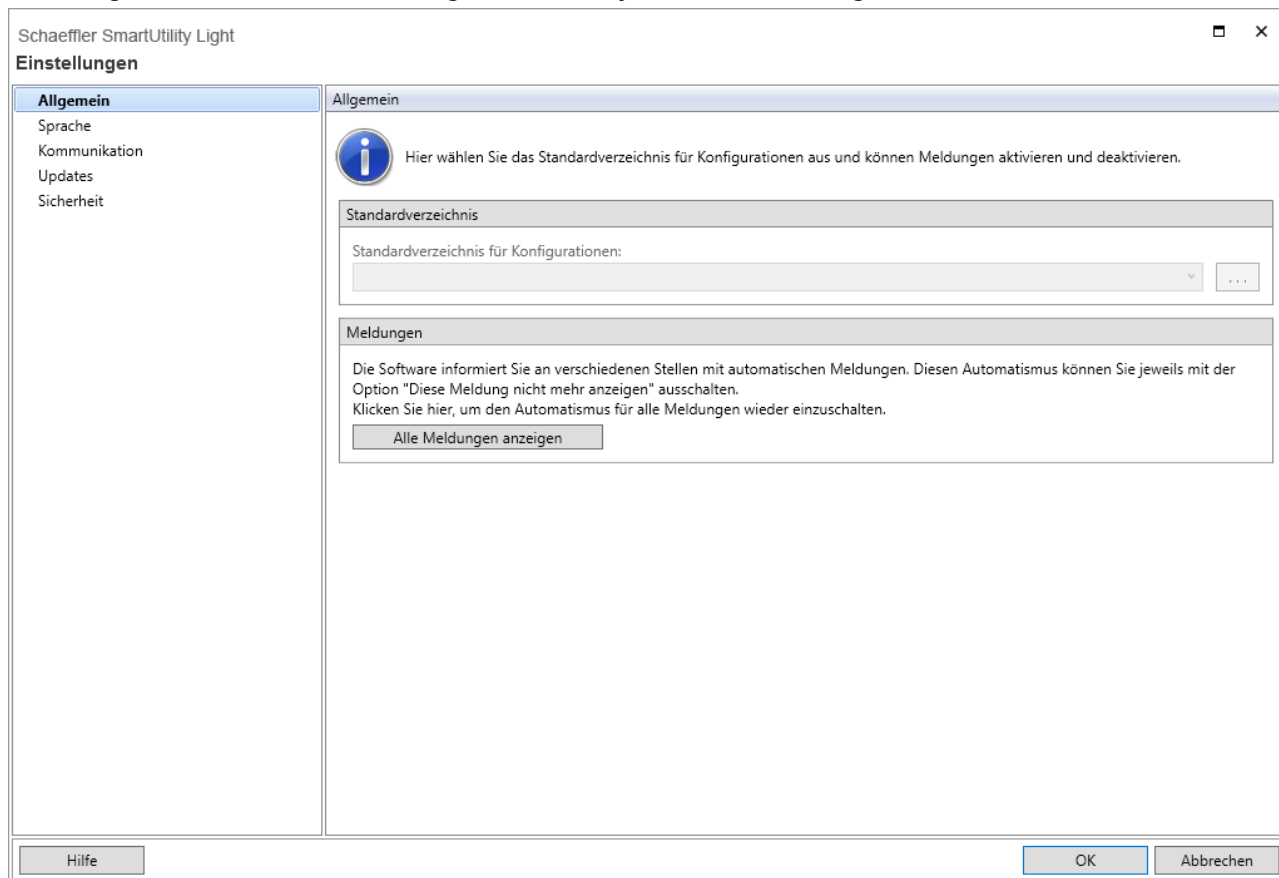 Schaeffler SmartUtility Light
Einstellungen
Allgemein
Sprache
Kommunikation
Updates
Sicherheit
Allgemein
Hier wählen Sie das Standardverzeichnis für Konfigurationen aus und können Meldungen aktivieren und deaktivieren.
Standardverzeichnis
Standardverzeichnis für Konfigurationen:
...
Meldungen
Die Software informiert Sie an verschiedenen Stellen mit automatischen Meldungen. Diesen Automatismus können Sie jeweils mit der
Option "Diese Meldung nicht mehr anzeigen" ausschalten.
Klicken Sie hier, um den Automatismus für alle Meldungen wieder einzuschalten.
Alle Meldungen anzeigen
Hilfe
OK
Abbrechen